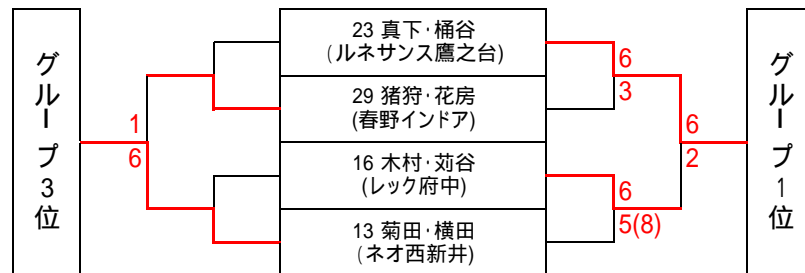 グループ3位
1
6
23 真下･桶谷
(ルネサンス鷹之台)
29 猪狩･花房
(春野インドア)
16 木村･苅谷
(レック府中)
13 菊田･横田
(ネオ西新井)
6
3
6
5(8)
6
2
グループ1位